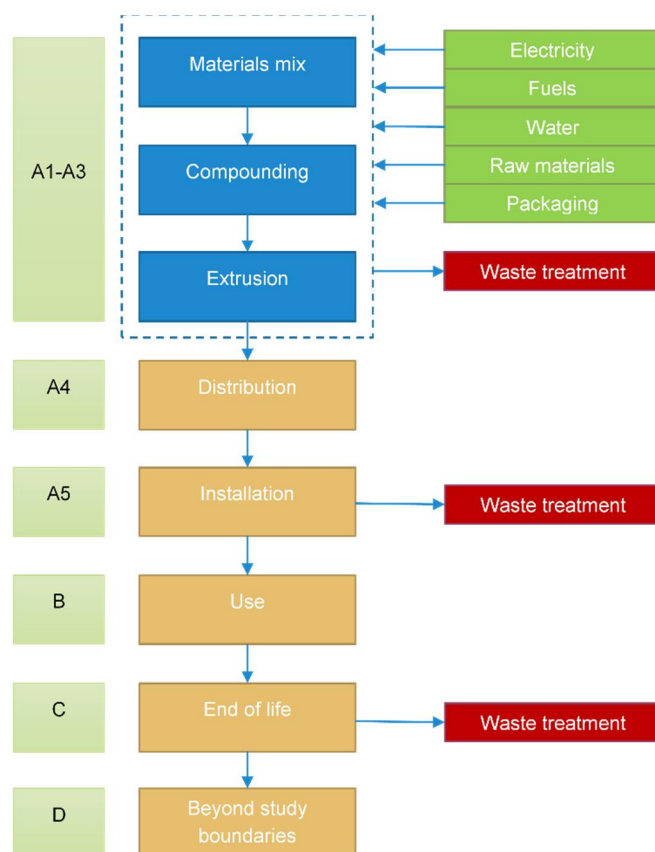 Materials mix
Electricity
Fuels
Water
A1-A3
Compounding
Raw materials
Packaging
Extrusion
Waste treatment
A4
Distribution
A5
Installation
Waste treatment
B
Use
C
End of life
Waste treatment
D
Beyond study
boundaries